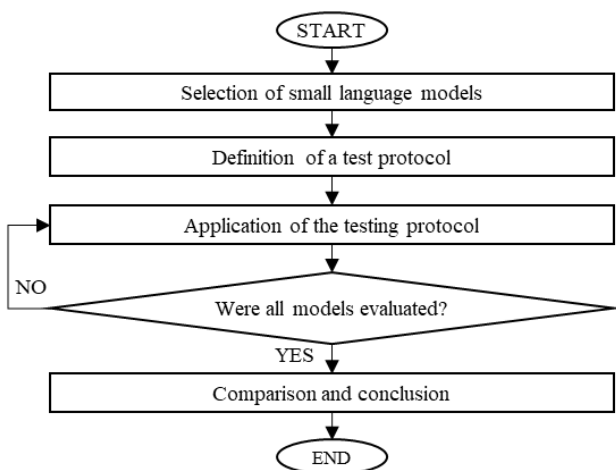 START
Selection of small language models
Definition of a test protocol
Application of the testing protocol
NO
Were all models evaluated?
YES
Comparison and conclusion
END